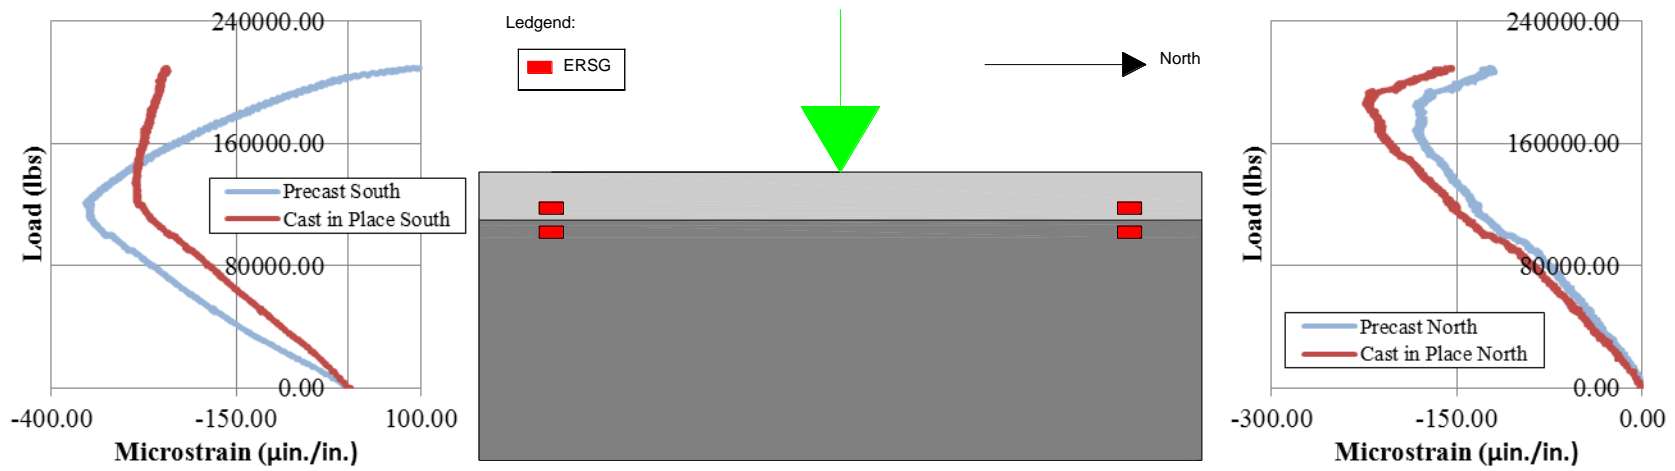 240000.00
160000.00
80000.00
0.00
Load (lbs)
Precast South
Cast in Place South
-400.00
-150.00
100.00
Microstrain (μin./in.)
Ledgend:
ERSG
North
240000.00
160000.00
80000.00
0.00
Load (lbs)
Precast North
Cast in Place North
-300.00
-150.00
0.00
Microstrain (μin./in.)